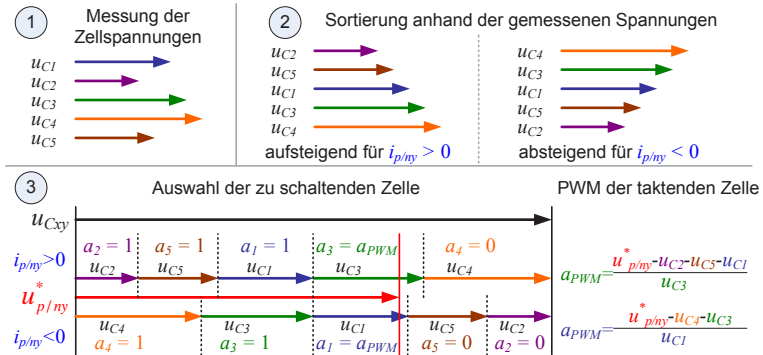 1 Messung der Zellspannungen
u_C1
u_C2
u_C3
u_C4
u_C5
2 Sortierung anhand der gemessenen Spannungen
u_C2
u_C5
u_C1
u_C3
u_C4
aufsteigend für i_p/ny > 0
u_C4
u_C3
u_C1
u_C5
u_C2
absteigend für i_p/ny < 0
3 Auswahl der zu schaltenden Zelle
PWM der taktenden Zelle
u_Cxy
a_2 = 1 a_5 = 1 a_1 = 1 a_3 = a_PWM a_4 = 0
i_p/ny>0 u_C2 u_C5 u_C1 u_C3 u_C4
u*_p/ny
i_p/ny<0 u_C4 u_C3 u_C1 u_C5 u_C2
a_4 = 1 a_3 = 1 a_1 = a_PWM a_5 = 0 a_2 = 0
a_PWM= u*_p/ny-u_C2-u_C5-u_C1
u_C3
a_PWM= u*_p/ny-u_C4-u_C3
u_C1